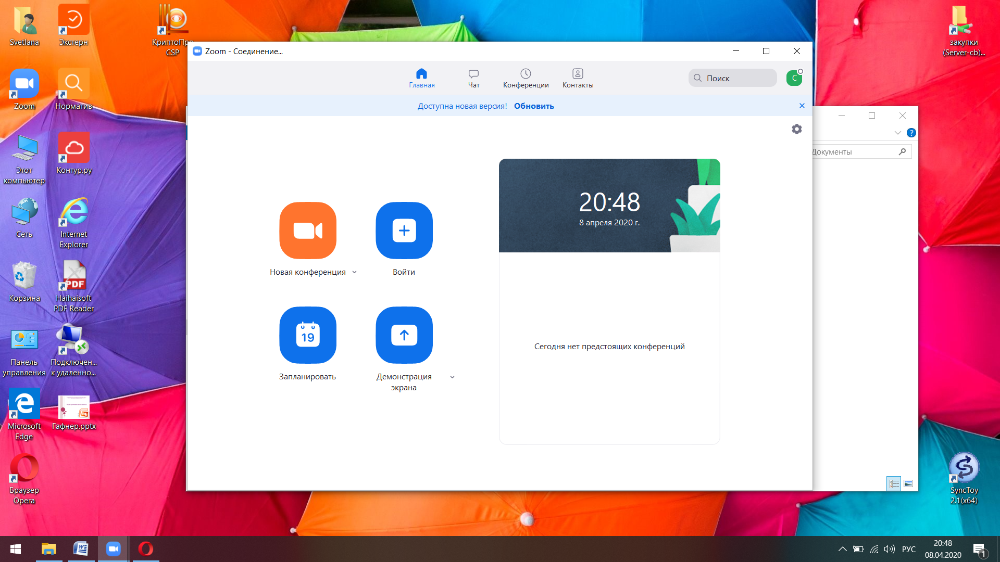 Svetlana
Экстерн
КриптоПро
CSP
закупки
(Server-cb)...
Zoom
Норматив
Этот
компьютер
Контур.ру
Сеть
Internet
Explorer
Корзина
PDF
Haihaisoft
PDF Reader
Панель
управления
Подключен...
к удаленно...
Microsoft
Edge
Гафнер.pptx
Браузер
Opera
SyncToy
2.1(x64)
Zoom - Соединение...
Главная
Чат
Конференции
Контакты
Поиск
С
Доступна новая версия! Обновить
20:48
8 апреля 2020 г.
Новая конференция
Войти
19
Запланировать
Демонстрация
экрана
Сегодня нет предстоящих конференций
?
Документы
РУС
20:48
08.04.2020
1